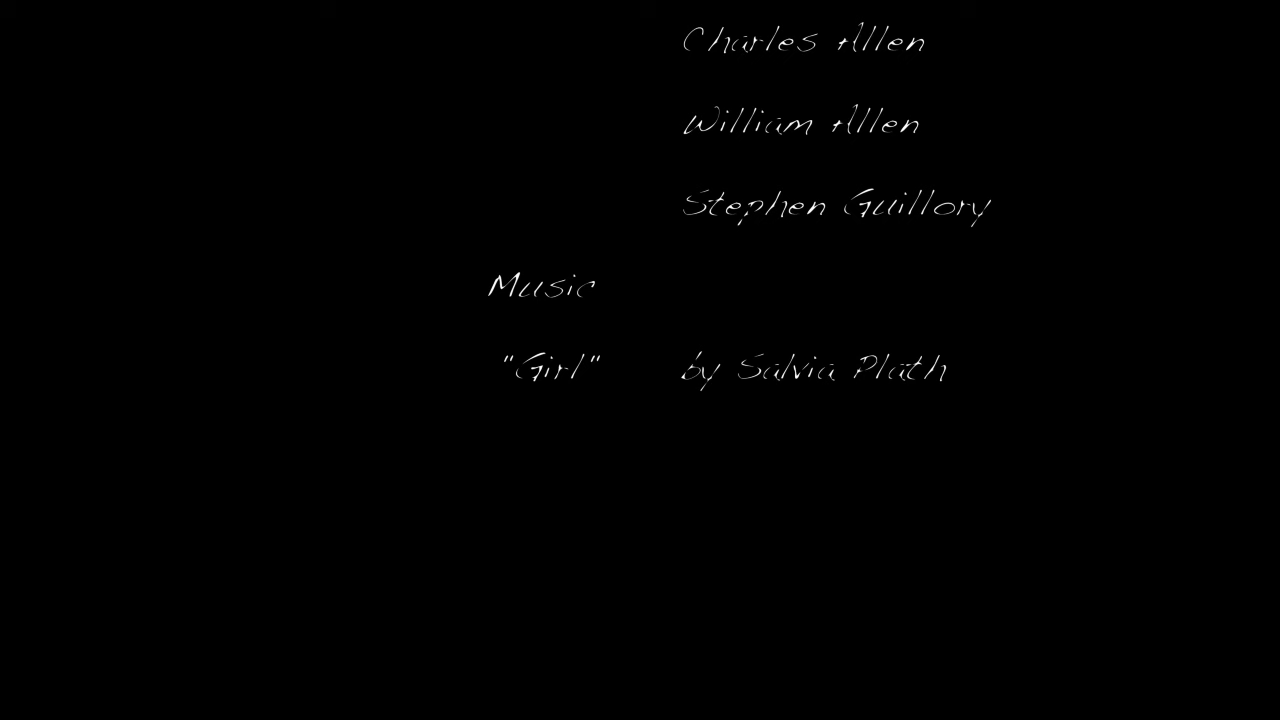 Charles Allen
William Allen
Stephen Guillory
Music
"Girl" by Salvia Plath